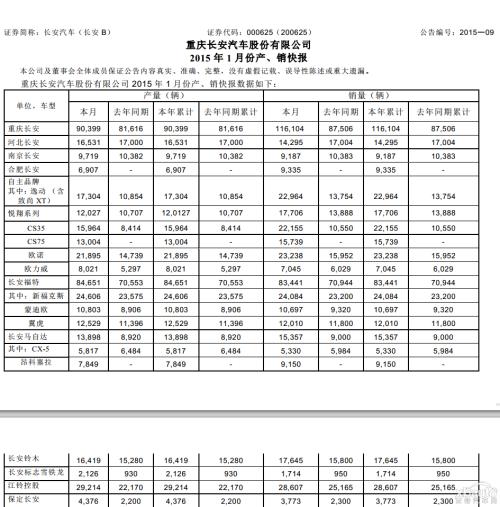 证券简称：长安汽车（长安 B） 证券代码：000625（200625） 公告编号：2015—09
重庆长安汽车股份有限公司
2015 年 1 月份产、销快报
本公司及董事会全体成员保证公告内容真实、准确、完整，没有虚假记载、误导性陈述或重大遗漏。
重庆长安汽车股份有限公司 2015 年 1 月份产、销快报数据如下：
单位、车型 产量（辆） 销量（辆）
本月 去年同期 本年累计 去年同期累计 本月 去年同期 本年累计 去年同期累计
重庆长安 90,399 81,616 90,399 81,616 116,104 87,506 116,104 87,506
河北长安 16,531 17,000 16,531 17,000 14,295 17,004 14,295 17,004
南京长安 9,719 10,382 9,719 10,382 9,187 10,383 9,187 10,383
合肥长安 6,907 - 6,907 - 9,335 - 9,335 -
自主品牌
其中：逸动（含
致尚 XT） 17,304 10,854 17,304 10,854 22,964 13,754 22,964 13,754
悦翔系列 12,027 10,707 12,0127 10,707 17,706 13,888 17,706 13,888
CS35 15,964 8,414 15,964 8,414 22,155 10,550 22,155 10,550
CS75 13,004 - 13,004 - 15,739 - 15,739 -
欧诺 21,895 14,739 21,895 14,739 23,238 15,952 23,238 15,952
欧力威 8,021 5,297 8,021 5,297 7,045 6,029 7,045 6,029
长安福特 84,651 70,553 84,651 70,553 83,441 70,944 83,441 70,944
其中：新福克斯 24,606 23,575 24,606 23,575 24,084 23,200 24,084 23,200
蒙迪欧 10,803 8,906 10,803 8,906 10,697 9,320 10,697 9,320
翼虎 12,529 11,396 12,529 11,396 12,010 11,800 12,010 11,800
长安马自达 13,898 8,920 13,898 8,920 15,357 9,000 15,357 9,000
其中：CX-5 5,817 6,484 5,817 6,484 5,330 5,984 5,330 5,984
昂科塞拉 7,849 - 7,849 - 9,150 - 9,150 -
长安铃木 16,419 15,280 16,419 15,280 17,645 15,800 17,645 15,800
长安标志雪铁龙 2,126 930 2,126 930 1,714 950 1,714 950
江铃控股 29,214 22,170 29,214 22,170 28,607 25,165 28,607 25,165
保定长安 4,376 2,200 4,376 2,200 3,773 2,300 3,773 2,300